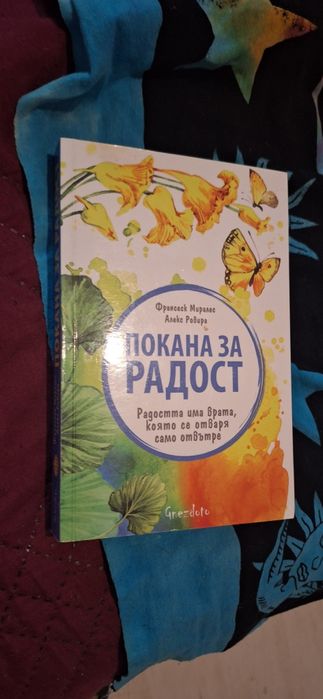 Франсеск Миралес
Алекс Ровира
ПОКАНА ЗА
РАДОСТ
Радостта има врата,
която се отваря
само отвътре
Gnezdoto